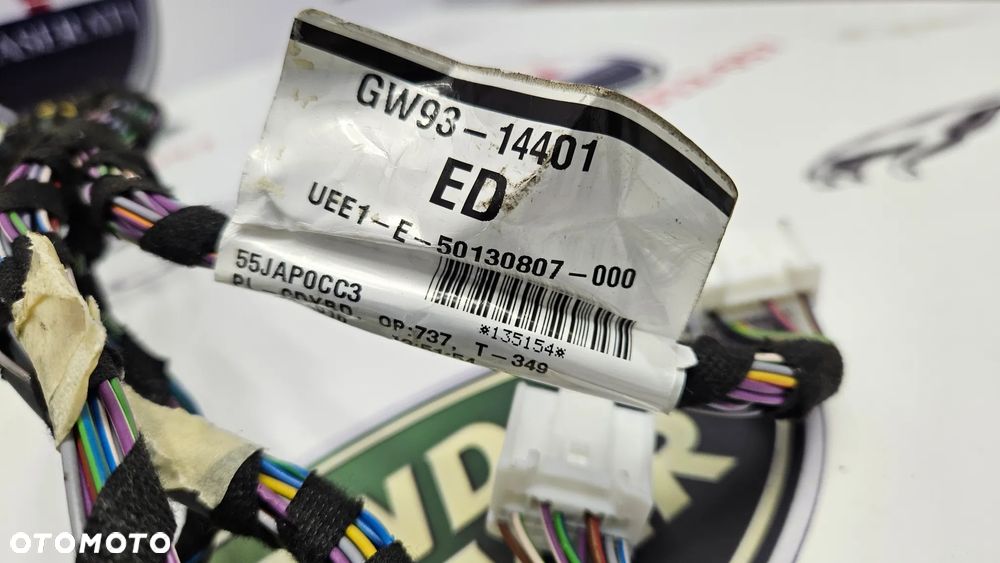 GW93-14401
ED
UEE1-E-50130807-000
55JAP0CC3
*135154*
OP:737, T-349
OTOMOTO